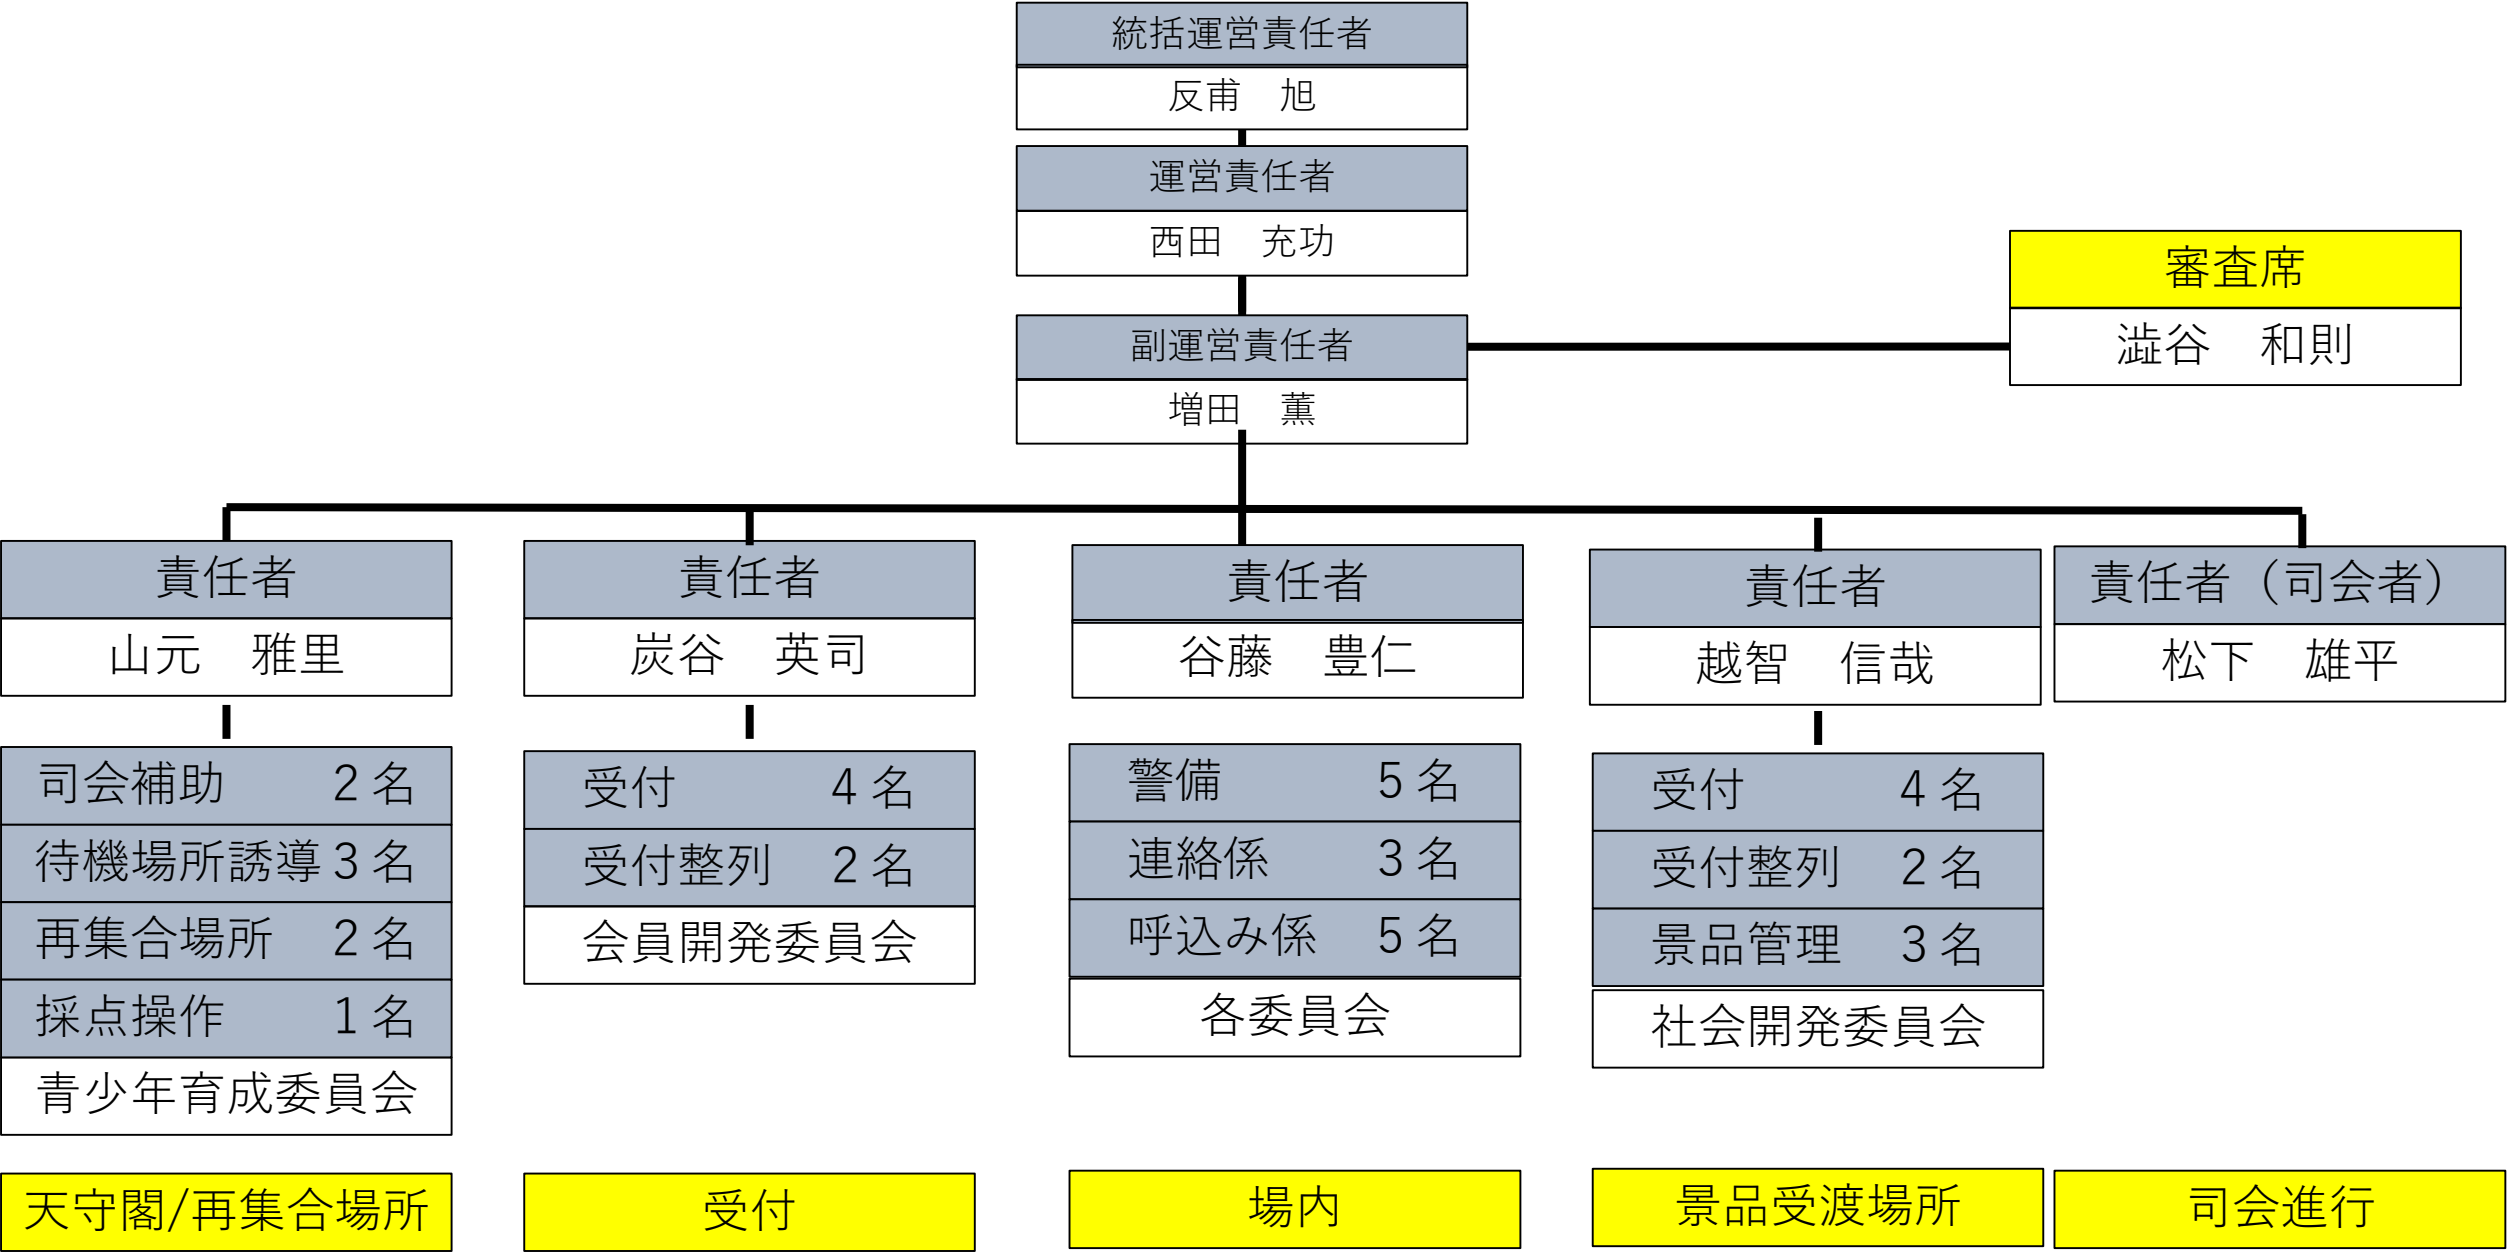 統括運営責任者
反甫　旭
運営責任者
西田　充功
副運営責任者
増田　薫
審査席
澁谷　和則
責任者
山元　雅里
司会補助　　2名
待機場所誘導3名
再集合場所　2名
採点操作　　1名
青少年育成委員会
天守閣/再集合場所
責任者
炭谷　英司
受付　　　4名
受付整列　2名
会員開発委員会
受付
責任者
谷藤　豊仁
警備　　　5名
連絡係　　3名
呼込み係　5名
各委員会
場内
責任者
越智　信哉
受付　　　4名
受付整列　2名
景品管理　3名
社会開発委員会
景品受渡場所
責任者（司会者）
松下　雄平
司会進行